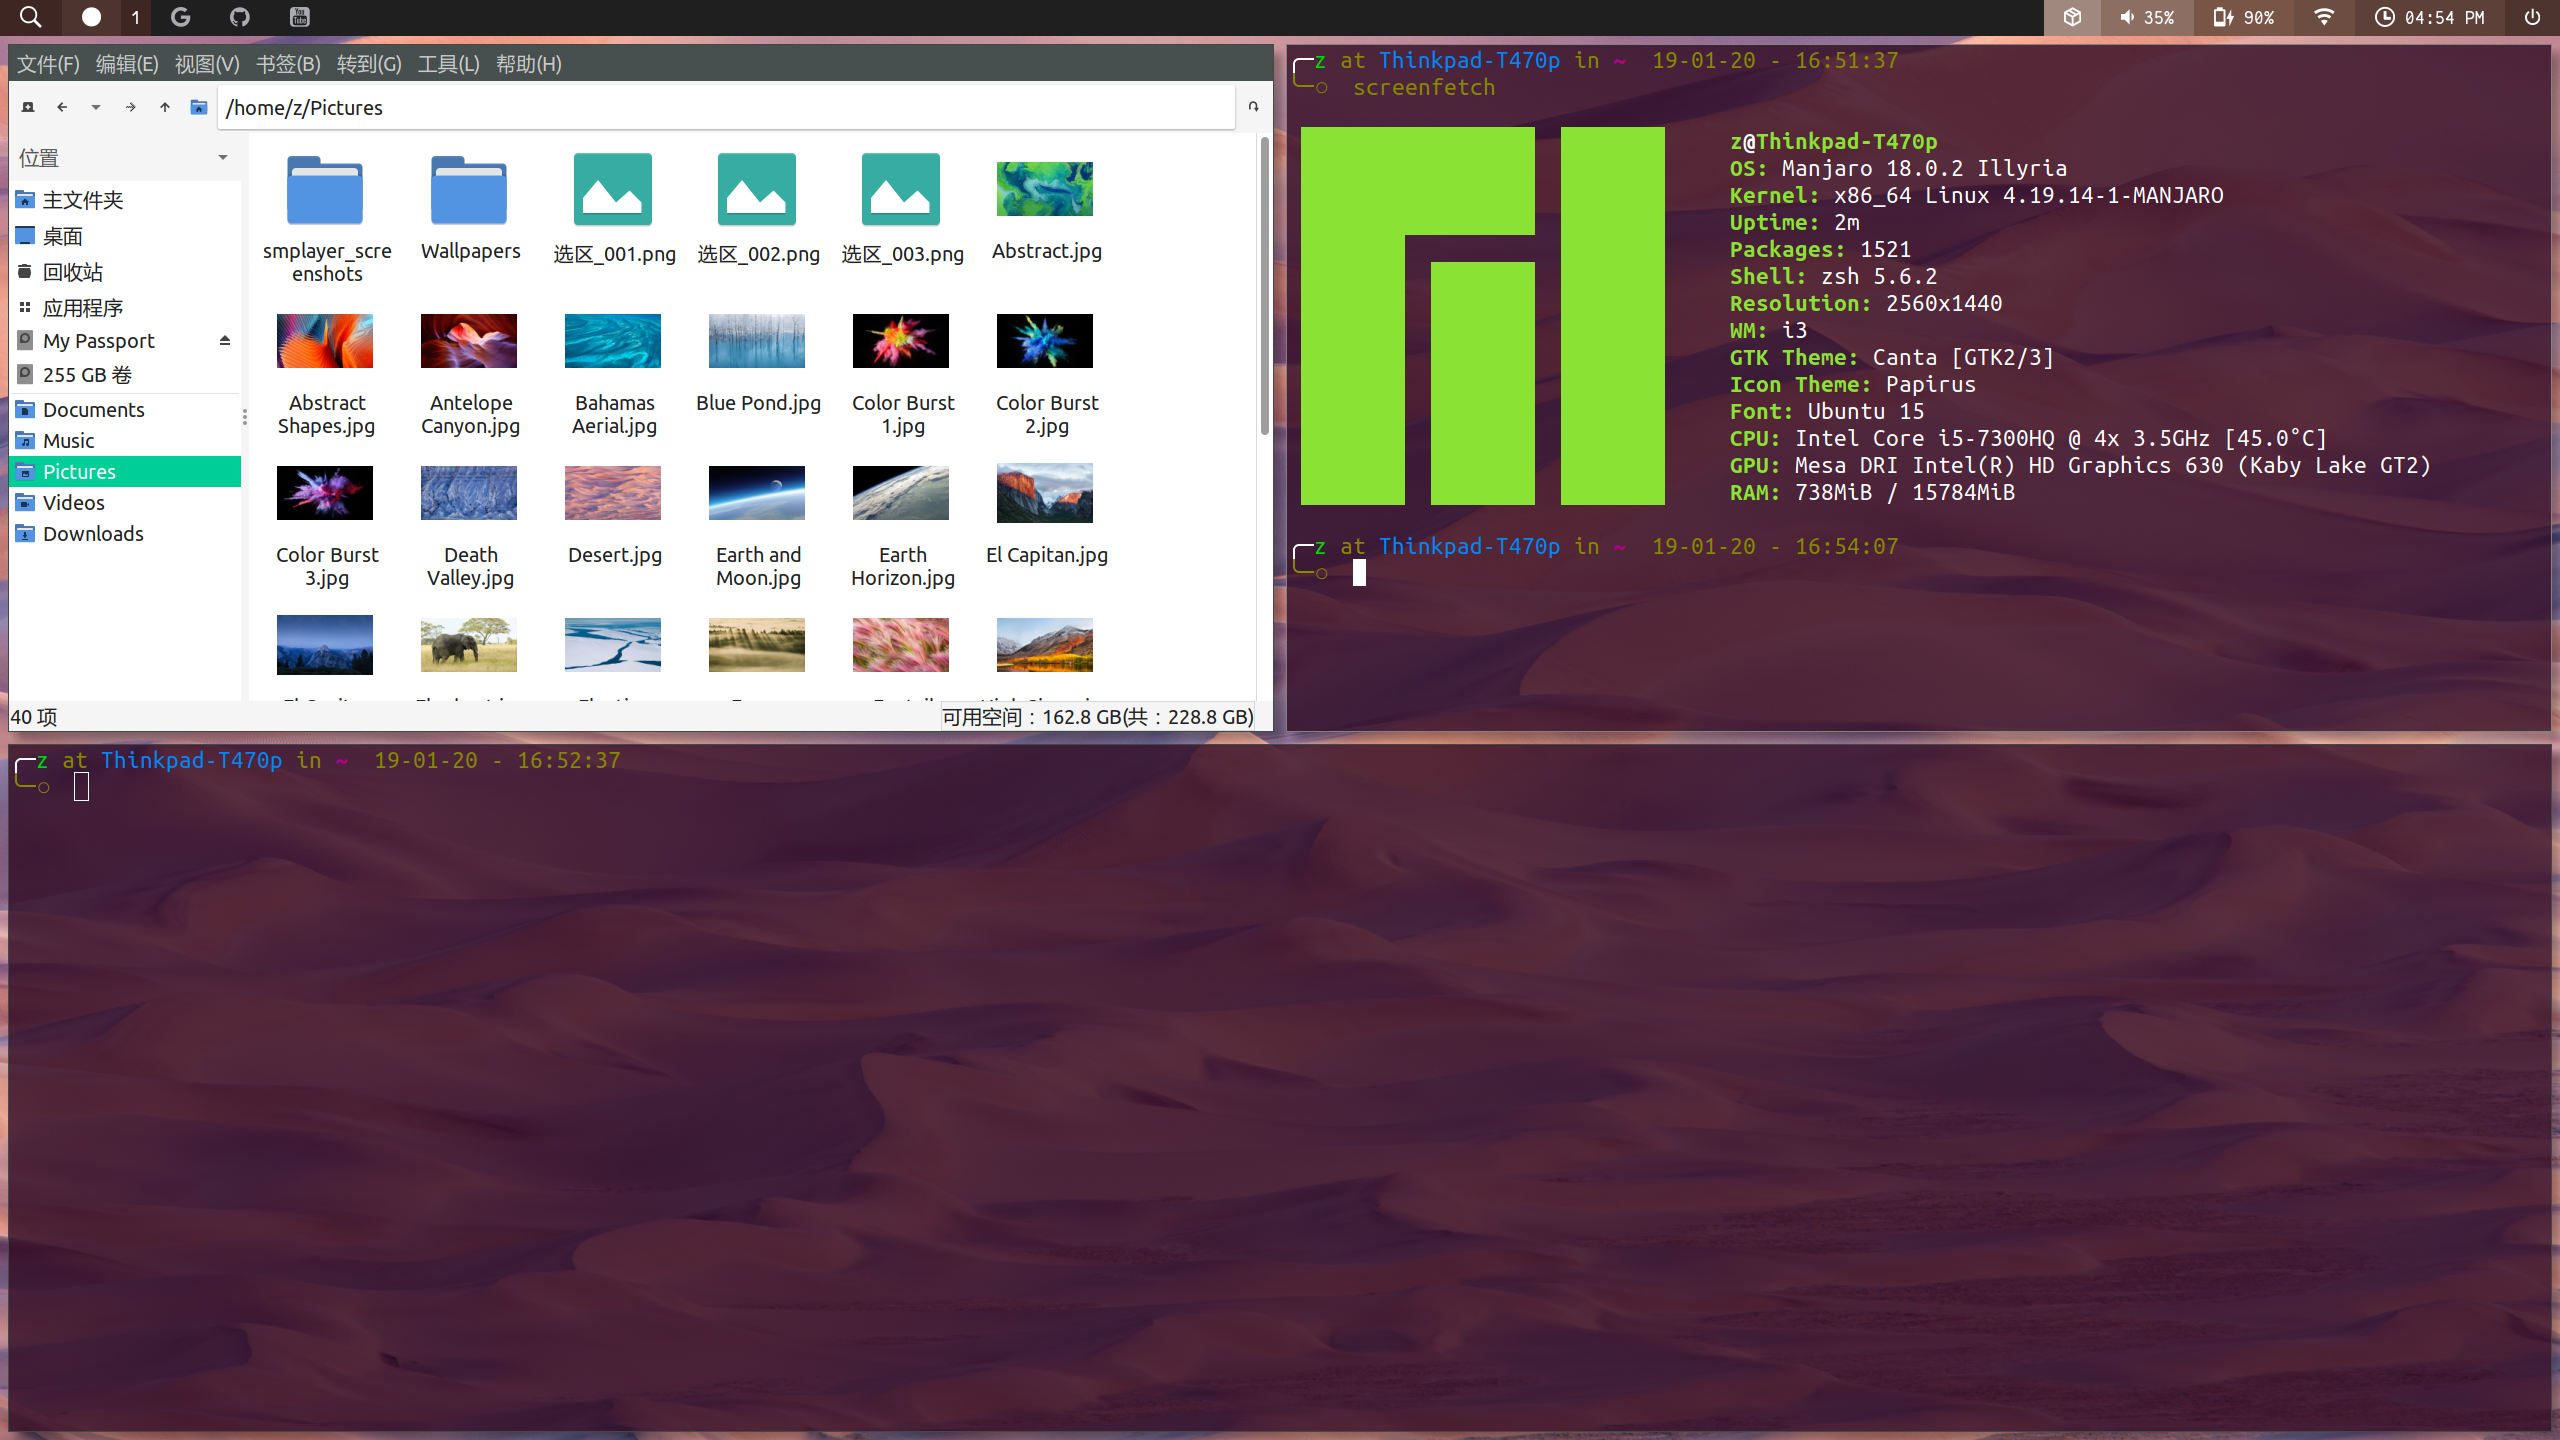 1
You
Tube
35%
90%
04:54 PM
文件(F) 编辑(E) 视图(V) 书签(B) 转到(G) 工具(L) 帮助(H)
/home/z/Pictures
位置
主文件夹
桌面
回收站
应用程序
My Passport
255 GB 卷
Documents
Music
Pictures
Videos
Downloads
smplayer_scre
enshots
Wallpapers
选区_001.png
选区_002.png
选区_003.png
Abstract.jpg
Abstract
Shapes.jpg
Antelope
Canyon.jpg
Bahamas
Aerial.jpg
Blue Pond.jpg
Color Burst
1.jpg
Color Burst
2.jpg
Color Burst
3.jpg
Death
Valley.jpg
Desert.jpg
Earth and
Moon.jpg
Earth
Horizon.jpg
El Capitan.jpg
40 项
可用空间：162.8 GB(共：228.8 GB)
z at Thinkpad-T470p in ~ 19-01-20 - 16:51:37
screenfetch
z@Thinkpad-T470p
OS: Manjaro 18.0.2 Illyria
Kernel: x86_64 Linux 4.19.14-1-MANJARO
Uptime: 2m
Packages: 1521
Shell: zsh 5.6.2
Resolution: 2560x1440
WM: i3
GTK Theme: Canta [GTK2/3]
Icon Theme: Papirus
Font: Ubuntu 15
CPU: Intel Core i5-7300HQ @ 4x 3.5GHz [45.0°C]
GPU: Mesa DRI Intel(R) HD Graphics 630 (Kaby Lake GT2)
RAM: 738MiB / 15784MiB
z at Thinkpad-T470p in ~ 19-01-20 - 16:54:07
z at Thinkpad-T470p in ~ 19-01-20 - 16:52:37